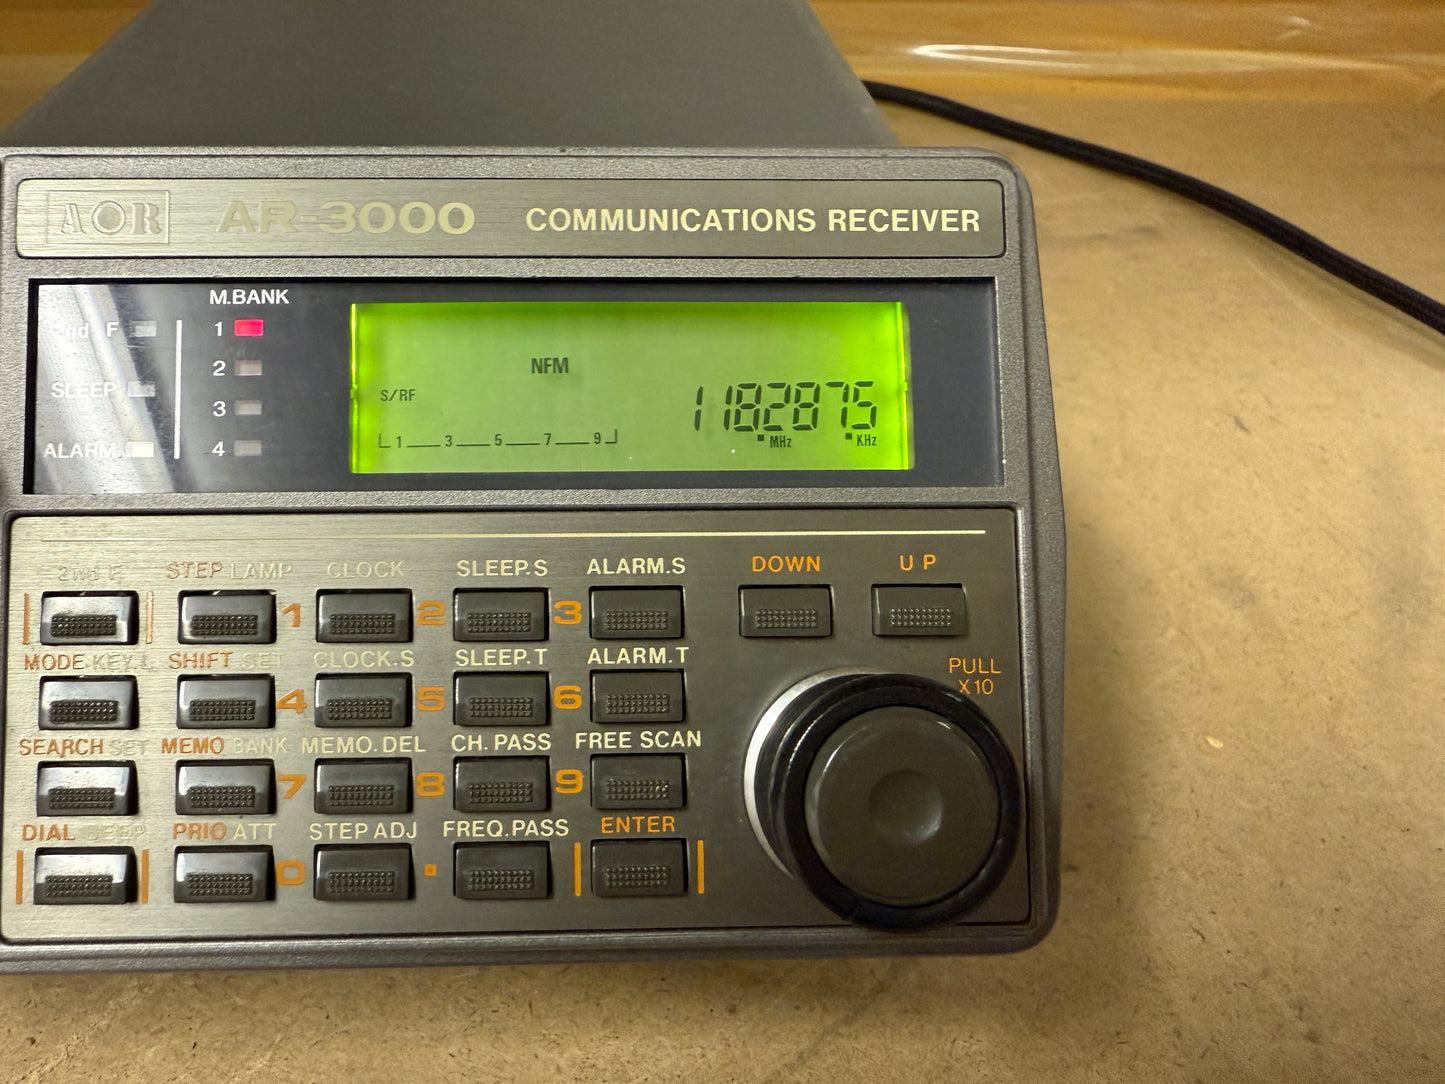 AOR AR-3000 COMMUNICATIONS RECEIVER
M.BANK
2nd F 1
2
SLEEP
3
ALARM 4
NFM
S/RF
118.287.5
1 3 5 7 9 MHz KHz
2nd F STEP LAMP CLOCK SLEEP.S ALARM.S DOWN UP
1 2 3
MODE KEY.L SHIFT SET CLOCK.S SLEEP.T ALARM.T PULL
X10
4 5 6
SEARCH SET MEMO BANK MEMO.DEL CH.PASS FREE SCAN
7 8 9
DIAL BEEP PRIO ATT STEP ADJ FREQ.PASS ENTER
0 .